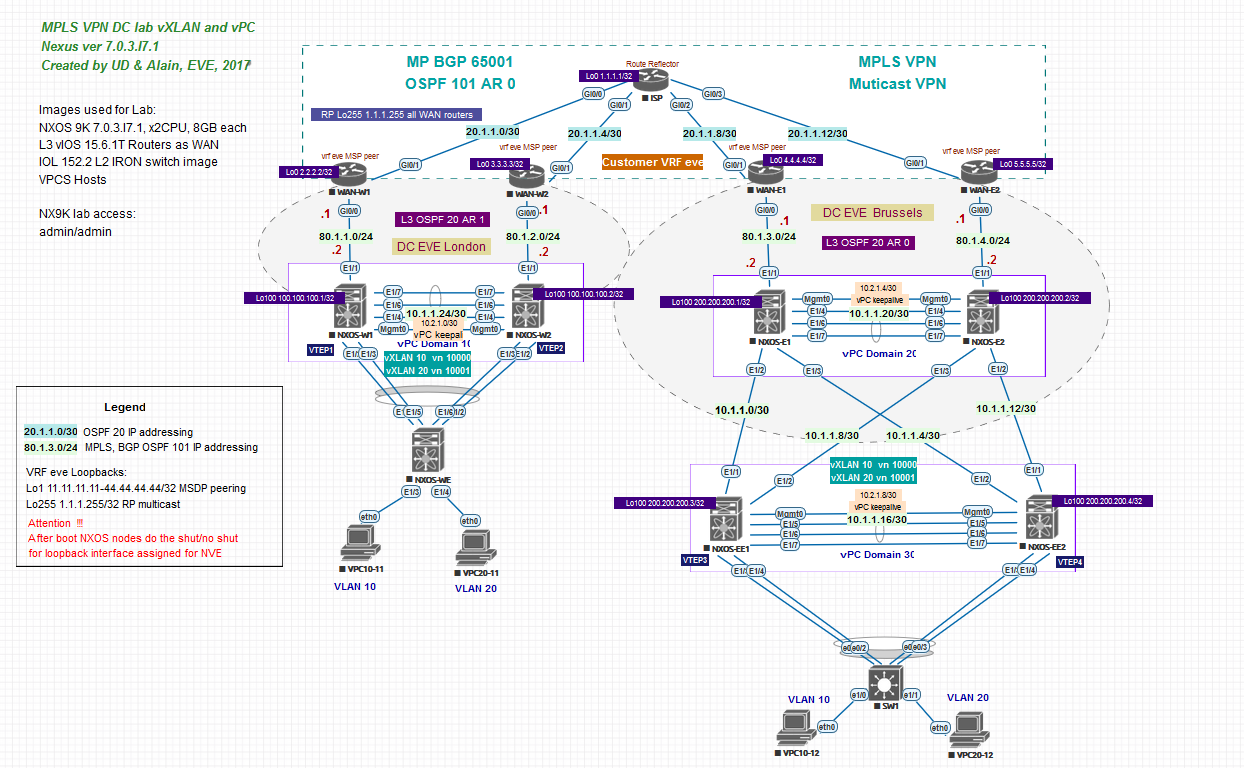 MPLS VPN DC lab vXLAN and vPC
Nexus ver 7.0.3.I7.1
Created by UD & Alain, EVE, 2017
Images used for Lab:
NXOS 9K 7.0.3.I7.1, x2CPU, 8GB each
L3 vIOS 15.6.1T Routers as WAN
IOL 152.2 L2 IRON switch image
VPCS Hosts
NX9K lab access:
admin/admin
MP BGP 65001
OSPF 101 AR 0
MPLS VPN
Muticast VPN
Route Reflector
Lo0 1.1.1.1/32
ISP
Gi0/0
Gi0/1
Gi0/2
Gi0/3
RP Lo255 1.1.1.255 all WAN routers
20.1.1.0/30
20.1.1.4/30
20.1.1.8/30
20.1.1.12/30
Customer VRF eve
vrf eve MSP peer
Lo0 2.2.2.2/32
Gi0/1
WAN-W1
vrf eve MSP peer
Lo0 3.3.3.3/32
Gi0/1
WAN-W2
vrf eve MSP peer
Lo0 4.4.4.4/32
Gi0/1
WAN-E1
vrf eve MSP peer
Lo0 5.5.5.5/32
Gi0/1
WAN-E2
Gi0/0
.1
Gi0/0
.1
Gi0/0
.1
Gi0/0
.1
L3 OSPF 20 AR 1
DC EVE London
DC EVE Brussels
L3 OSPF 20 AR 0
80.1.1.0/24
80.1.2.0/24
80.1.3.0/24
80.1.4.0/24
.2
.2
.2
.2
E1/1
E1/1
E1/1
E1/1
Lo100 100.100.100.1/32
Lo100 100.100.100.2/32
E1/7
E1/7
E1/6
E1/6
E1/4
E1/4
10.1.1.24/30
Mgmt0
Mgmt0
10.2.1.0/30
vPC keepal
NXOS-W1
NXOS-W2
vPC Domain 10
VTEP1
VTEP2
vXLAN 10 vn 10000
vXLAN 20 vn 10001
E1/3
E1/3
E1/2
Lo100 200.200.200.1/32
Lo100 200.200.200.2/32
10.2.1.4/30
vPC keepalive
Mgmt0
Mgmt0
E1/4
E1/4
10.1.1.20/30
E1/6
E1/6
E1/7
E1/7
NXOS-E1
NXOS-E2
vPC Domain 20
E1/2
E1/3
E1/3
E1/2
10.1.1.0/30
10.1.1.12/30
10.1.1.8/30
10.1.1.4/30
E1/5
E1/6
NXOS-WE
E1/3
E1/4
eth0
eth0
VPC10-11
VLAN 10
VPC20-11
VLAN 20
Legend
20.1.1.0/30 OSPF 20 IP addressing
80.1.3.0/24 MPLS, BGP OSPF 101 IP addressing
VRF eve Loopbacks:
Lo1 11.11.11.11-44.44.44.44/32 MSDP peering
Lo255 1.1.1.255/32 RP multicast
Attention !!!
After boot NXOS nodes do the shut/no shut
for loopback interface assigned for NVE
vXLAN 10 vn 10000
vXLAN 20 vn 10001
E1/1
E1/2
E1/2
E1/1
Lo100 200.200.200.3/32
Lo100 200.200.200.4/32
10.2.1.8/30
vPC keepalive
Mgmt0
Mgmt0
10.1.1.16/30
E1/5
E1/5
E1/6
E1/6
E1/7
E1/7
NXOS-EE1
NXOS-EE2
vPC Domain 30
VTEP3
VTEP4
E1/4
E1/4
e0/2
e0/3
SW1
e1/0
e1/1
VLAN 10
VLAN 20
eth0
eth0
VPC10-12
VPC20-12